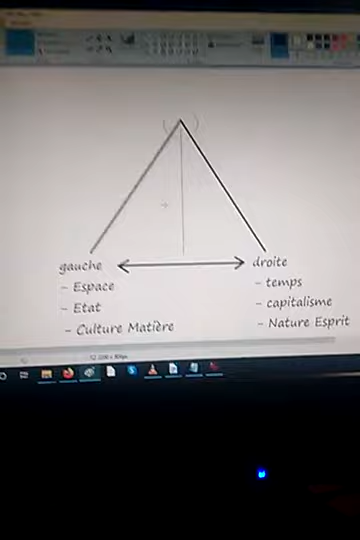 gauche
- Espace
- Etat
- Culture Matière
droite
- temps
- capitalisme
- Nature Esprit